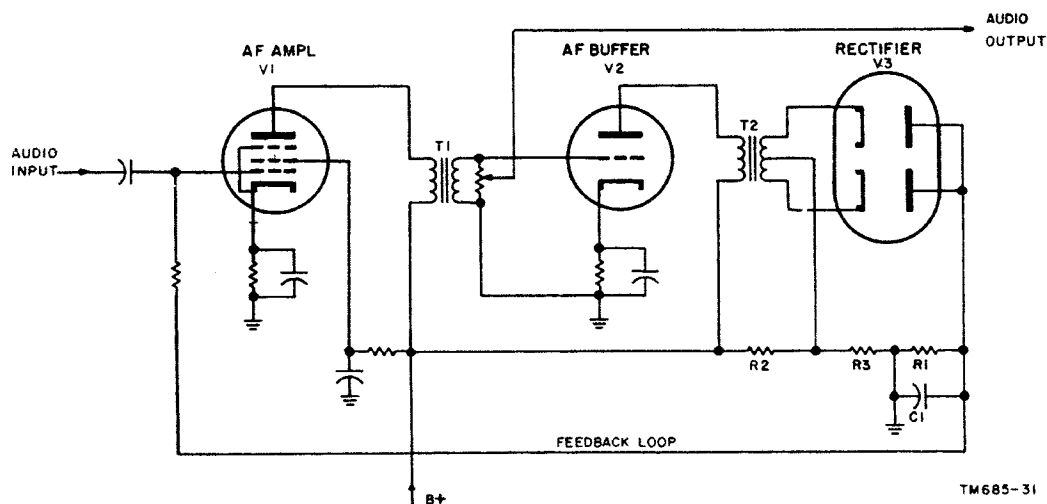 AUDIO
OUTPUT
AF AMPL
V1
AF BUFFER
V2
RECTIFIER
V3
AUDIO
INPUT
T1
T2
R2
R3
R1
C1
FEEDBACK LOOP
B+
TM685-31